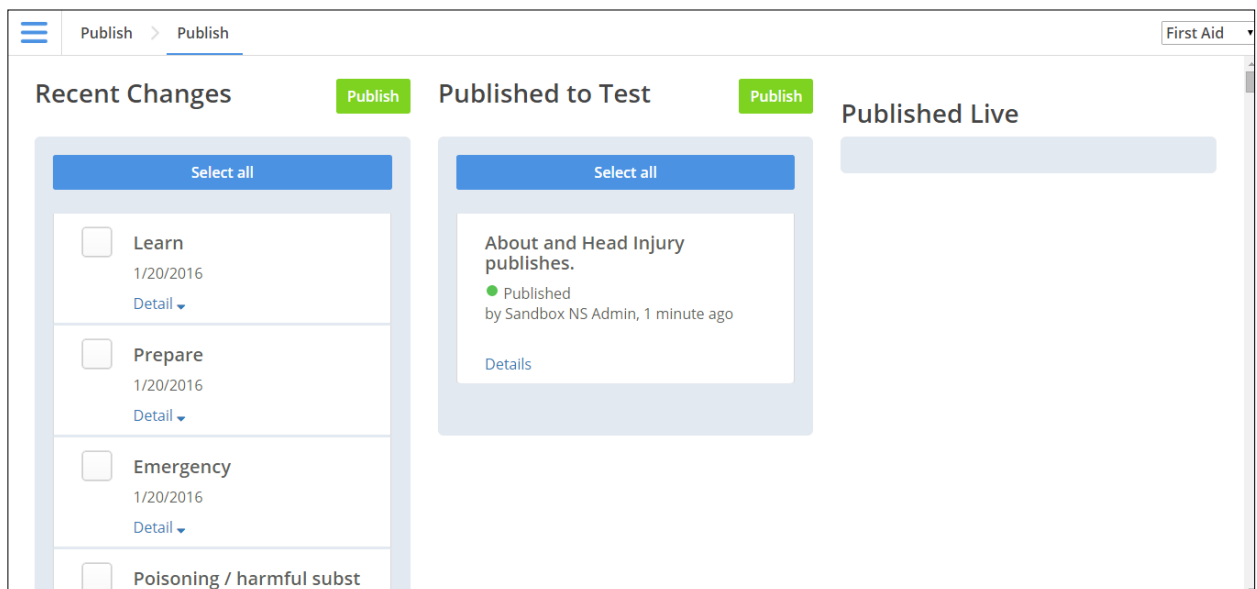 Publish
Publish
First Aid
Recent Changes
Publish
Select all
Learn
1/20/2016
Detail
Prepare
1/20/2016
Detail
Emergency
1/20/2016
Detail
Poisoning / harmful subst
Published to Test
Publish
Select all
About and Head Injury
publishes.
Published
by Sandbox NS Admin, 1 minute ago
Details
Published Live